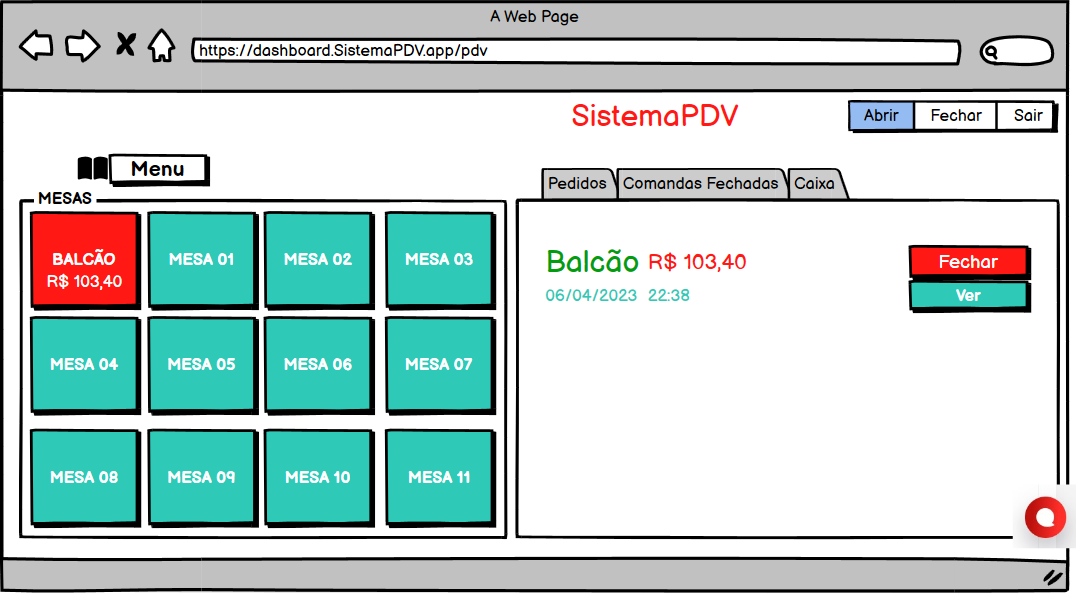 A Web Page
https://dashboard.SistemaPDV.app/pdv
SistemaPDV
Abrir Fechar Sair
Menu
Pedidos Comandas Fechadas Caixa
MESAS
BALCÃO
R$ 103,40
MESA 01
MESA 02
MESA 03
MESA 04
MESA 05
MESA 06
MESA 07
MESA 08
MESA 09
MESA 10
MESA 11
Balcão R$ 103,40
06/04/2023 22:38
Fechar
Ver